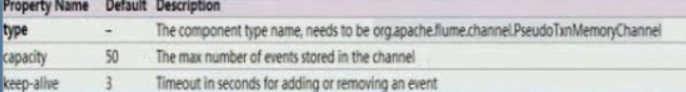 Property Name Default Description
type – The component type name, needs to be org.apache.flume.channel.PseudoTxnMemoryChannel
capacity 50 The max number of events stored in the channel
keep-alive 3 Timeout in seconds for adding or removing an event